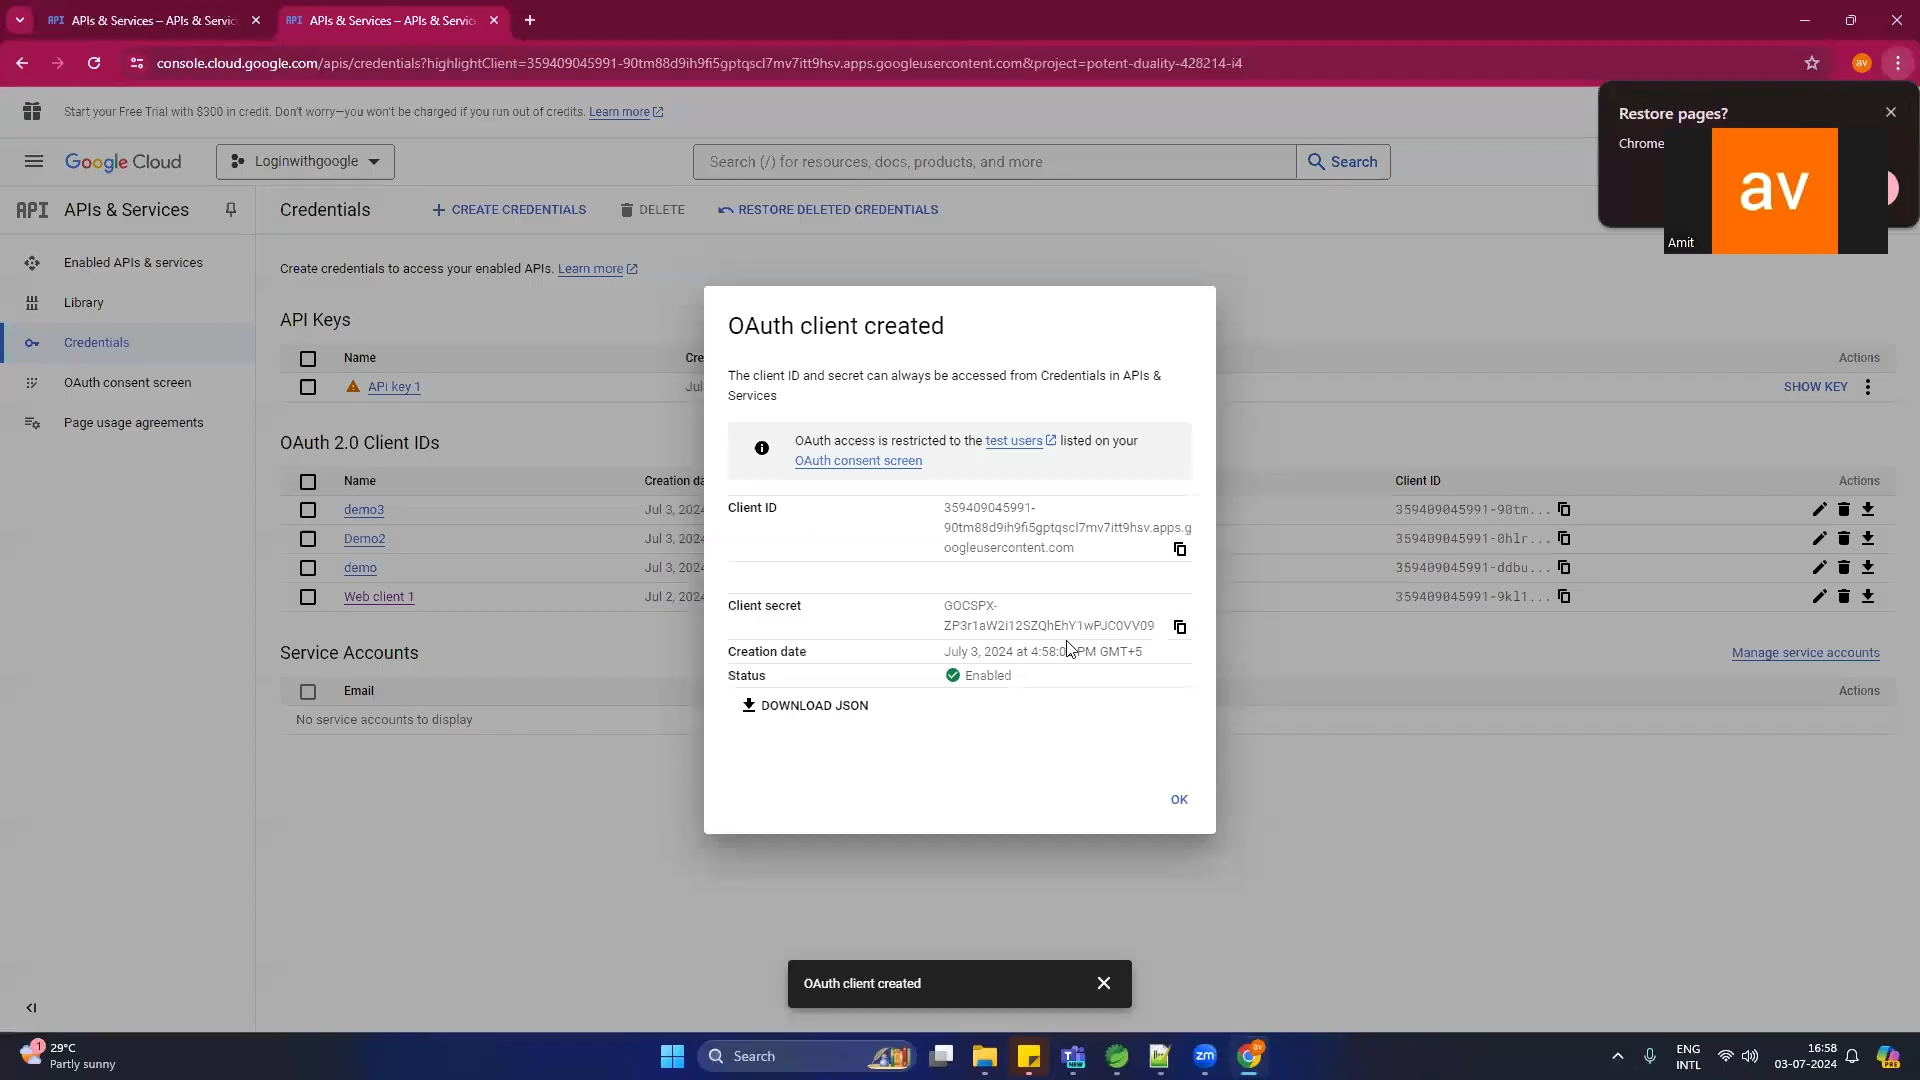 APIs & Services – APIs & Servic
APIs & Services – APIs & Servic
console.cloud.google.com/apis/credentials?highlightClient=359409045991-90tm88d9ih9fi5gptqscl7mv7itt9hsv.apps.googleusercontent.com&project=potent-duality-428214-i4
av
Start your Free Trial with $300 in credit. Don't worry—you won't be charged if you run out of credits. Learn more
Restore pages?
Chrome
av
Amit
Google Cloud
Loginwithgoogle
Search (/) for resources, docs, products, and more
Search
API APIs & Services
Credentials
CREATE CREDENTIALS
DELETE
RESTORE DELETED CREDENTIALS
Enabled APIs & services
Library
Credentials
OAuth consent screen
Page usage agreements
Create credentials to access your enabled APIs. Learn more
API Keys
Name
Cre
Actions
API key 1
Jul
SHOW KEY
OAuth 2.0 Client IDs
Name
Creation da
Client ID
Actions
demo3
Jul 3, 2024
359409045991-90tm...
Demo2
Jul 3, 2024
359409045991-0hlr...
demo
Jul 3, 2024
359409045991-ddbu...
Web client 1
Jul 2, 2024
359409045991-9kl1...
Service Accounts
Manage service accounts
Email
Actions
No service accounts to display
OAuth client created
The client ID and secret can always be accessed from Credentials in APIs &
Services
OAuth access is restricted to the test users listed on your
OAuth consent screen
Client ID
359409045991-
90tm88d9ih9fi5gptqscl7mv7itt9hsv.apps.g
oogleusercontent.com
Client secret
GOCSPX-
ZP3r1aW2i12SZQhEhY1wPJC0VV09
Creation date
July 3, 2024 at 4:58:0 PM GMT+5
Status
Enabled
DOWNLOAD JSON
OK
OAuth client created
1
29°C
Partly sunny
Search
NEW
zm
av
ENG
INTL
16:58
03-07-2024
PRE